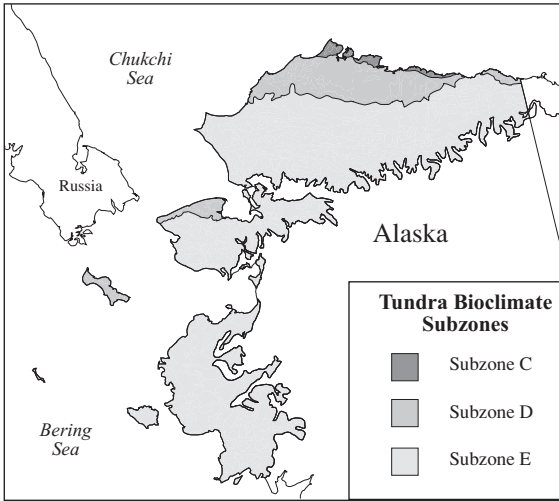 Chukchi
Sea
Russia
Alaska
Bering
Sea
Tundra Bioclimate
Subzones
Subzone C
Subzone D
Subzone E